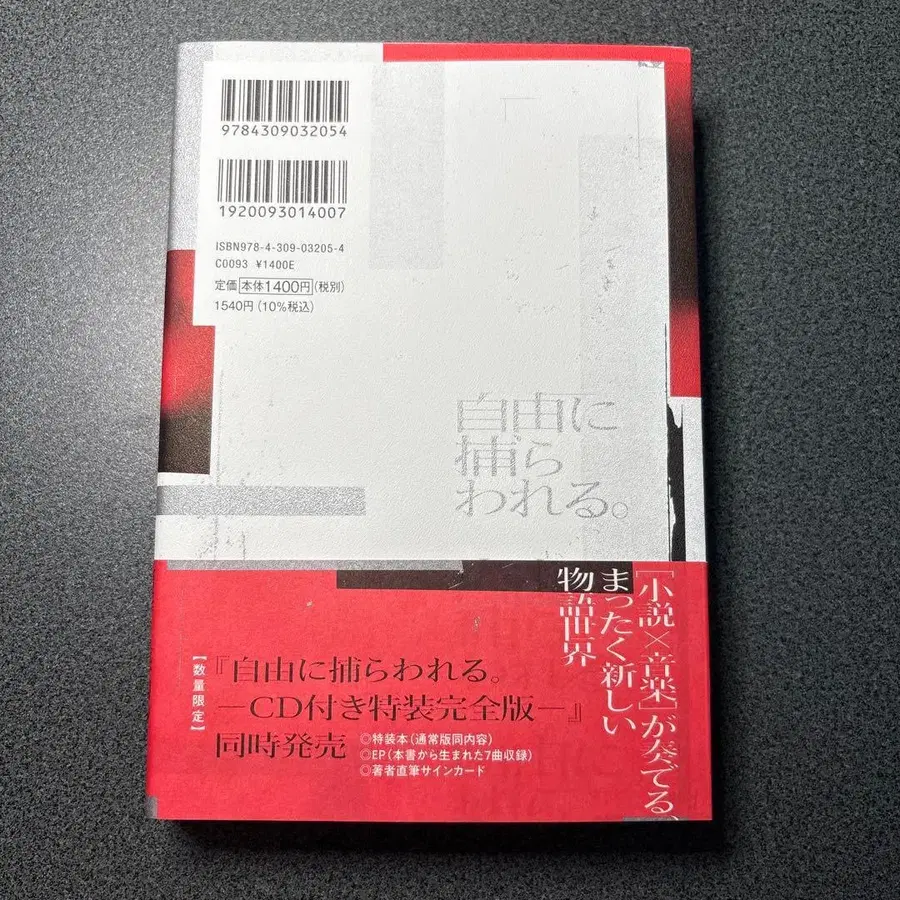 9784309032054
1920093014007
ISBN978-4-309-03205-4
C0093 ¥1400E
定価 本体1400円(税別)
1540円(10%税込)
自由に
捕ら
われる。
[小説×音楽]が奏でる、
まったく新しい
物語世界
【数量限定】
『自由に捕らわれる。
—CD付き特装完全版—』
同時発売
◎特装本(通常版同内容)
◎EP(本書から生まれた7曲収録)
◎著者直筆サインカード